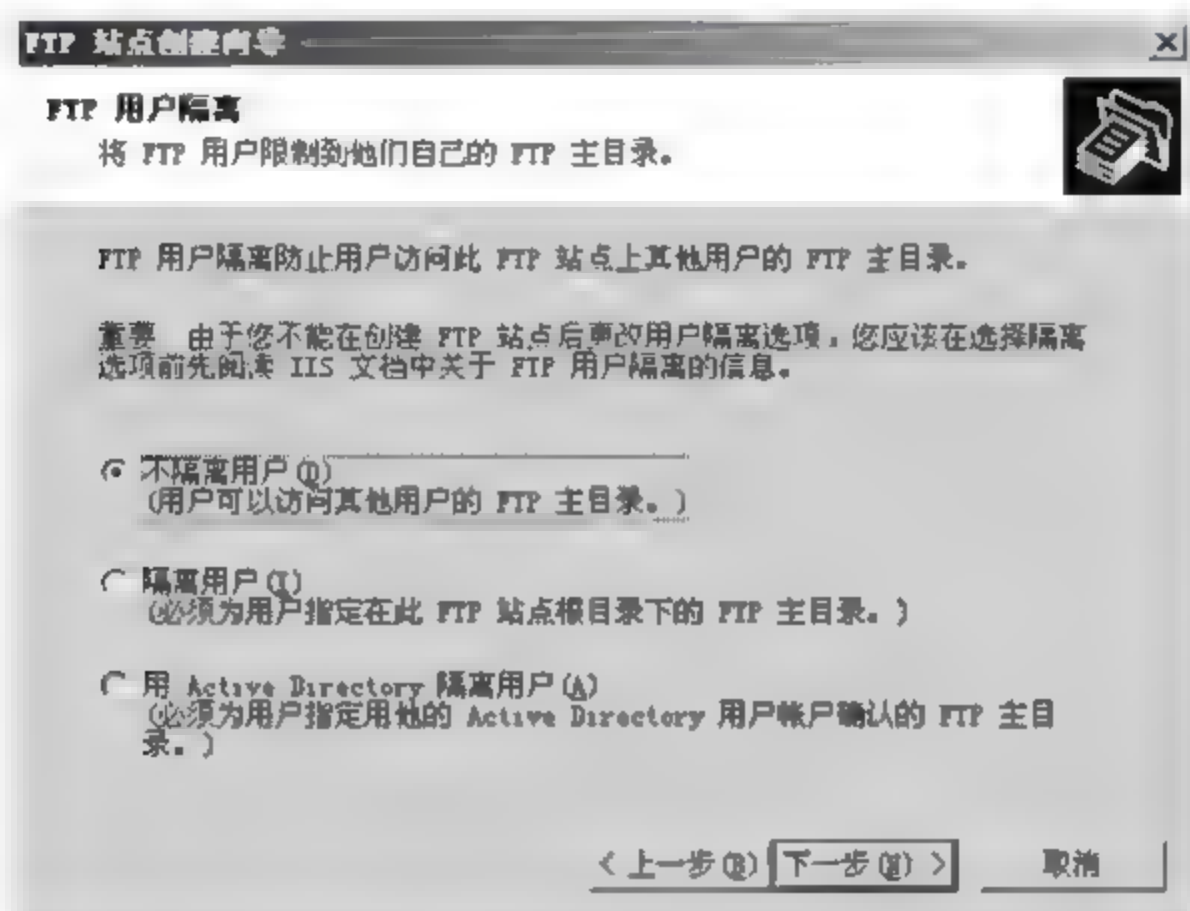 FTP 站点创建向导
FTP 用户隔离
将 FTP 用户限制到他们自己的 FTP 主目录。
FTP 用户隔离防止用户访问此 FTP 站点上其他用户的 FTP 主目录。
重要 由于您不能在创建 FTP 站点后更改用户隔离选项，您应该在选择隔离
选项前先阅读 IIS 文档中关于 FTP 用户隔离的信息。
不隔离用户(D)
(用户可以访问其他用户的 FTP 主目录。)
隔离用户(I)
(必须为用户指定在此 FTP 站点根目录下的 FTP 主目录。)
用 Active Directory 隔离用户(A)
(必须为用户指定用他的 Active Directory 用户帐户确认的 FTP 主目
录。)
< 上一步(B) 下一步(N) > 取消